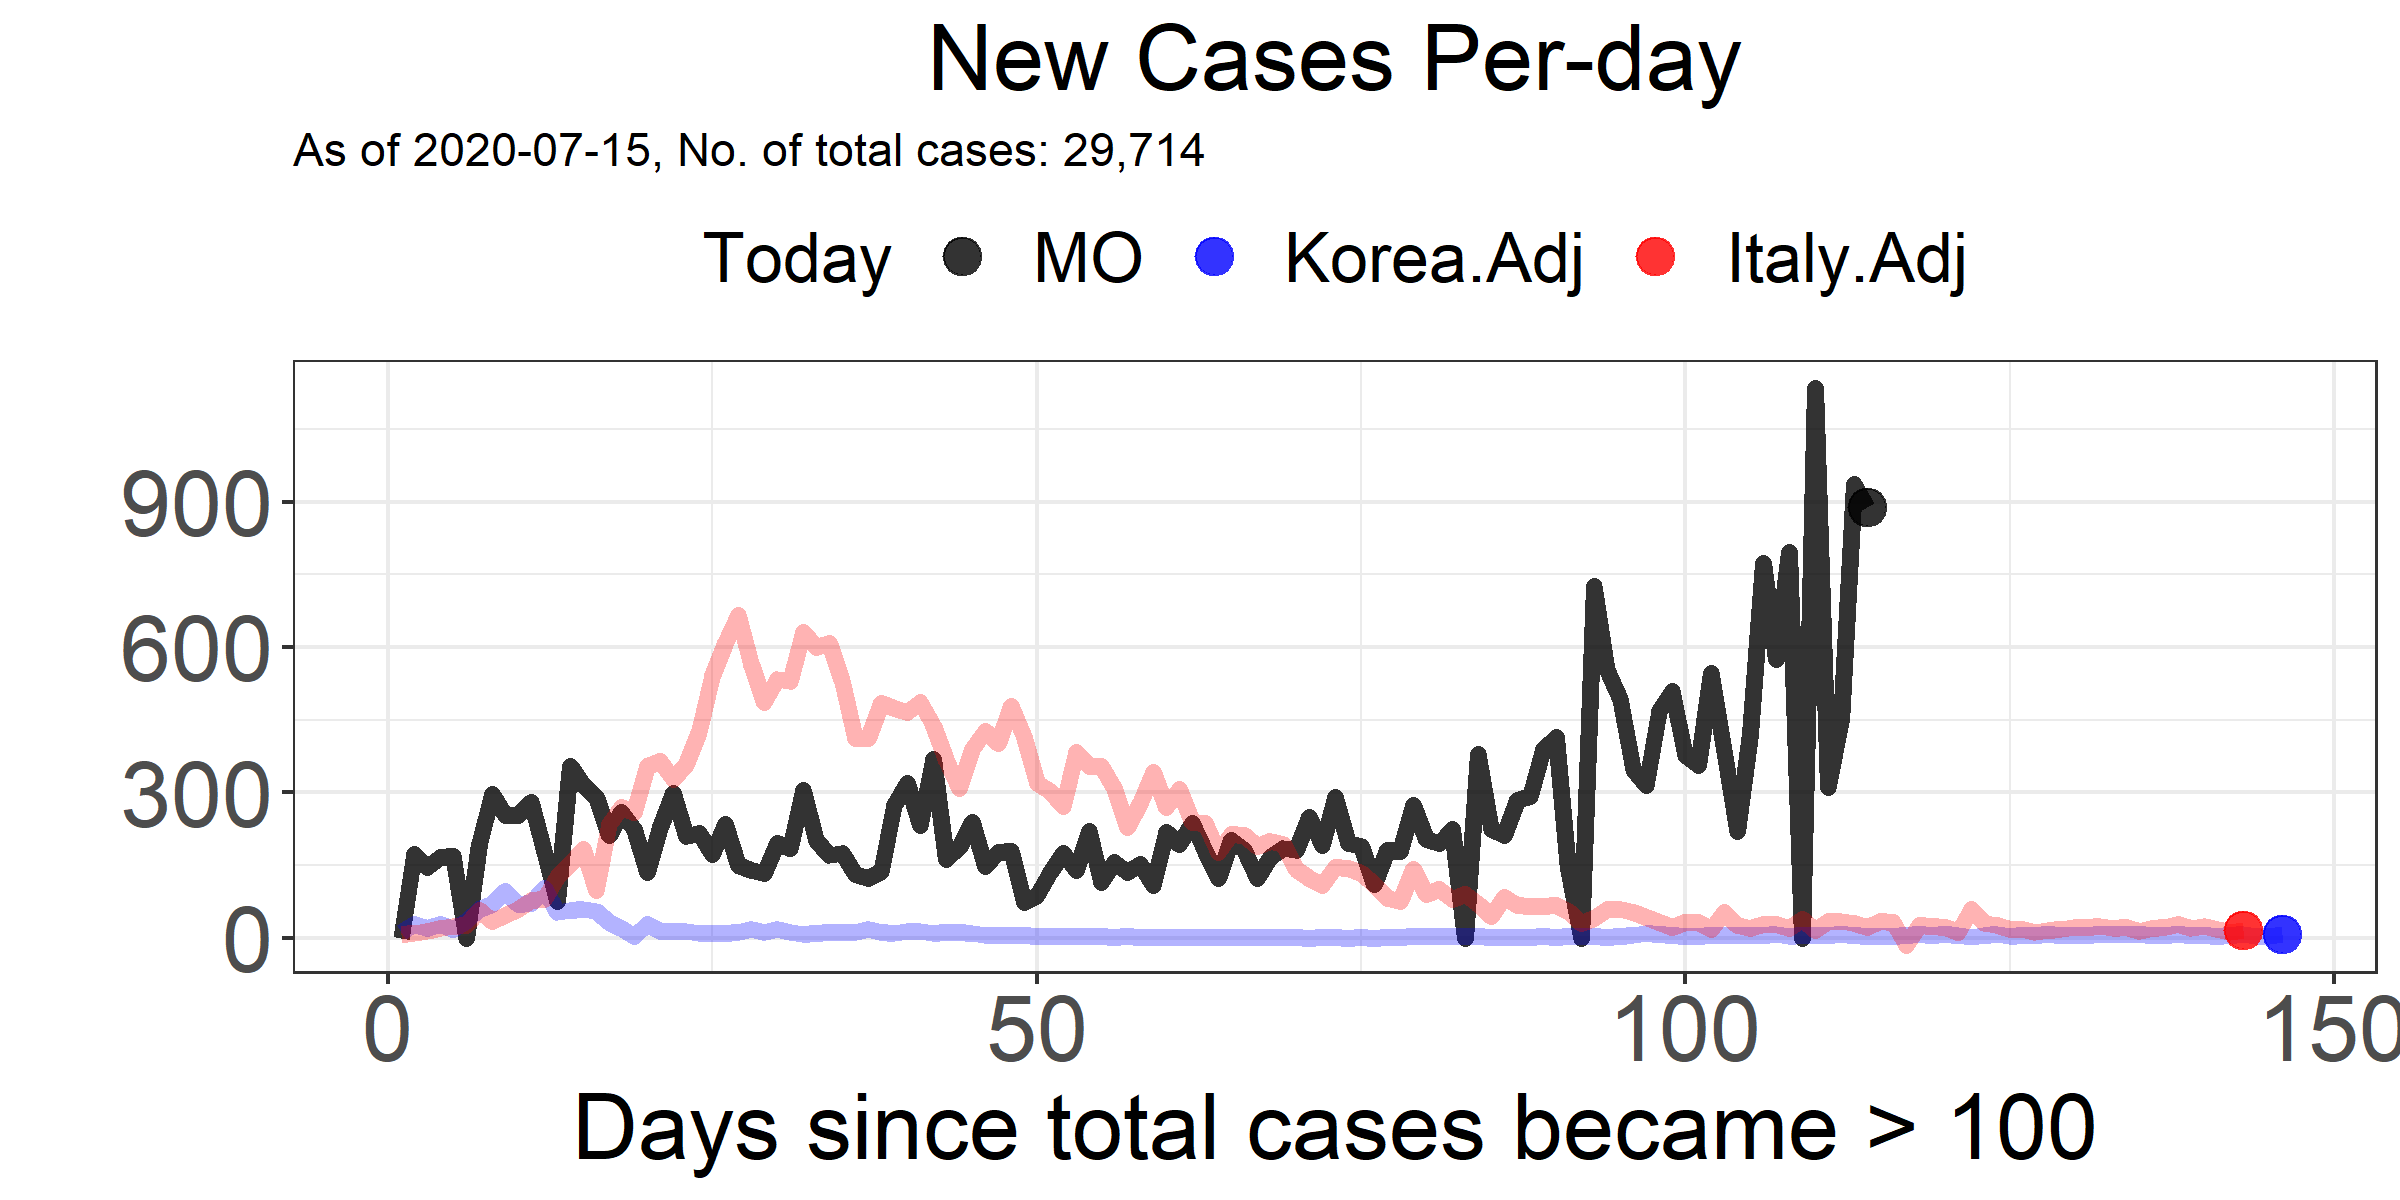 New Cases Per-day
As of 2020-07-15, No. of total cases: 29,714
Today MO Korea.Adj Italy.Adj
900
600
300
0
0 50 100 150
Days since total cases became > 100